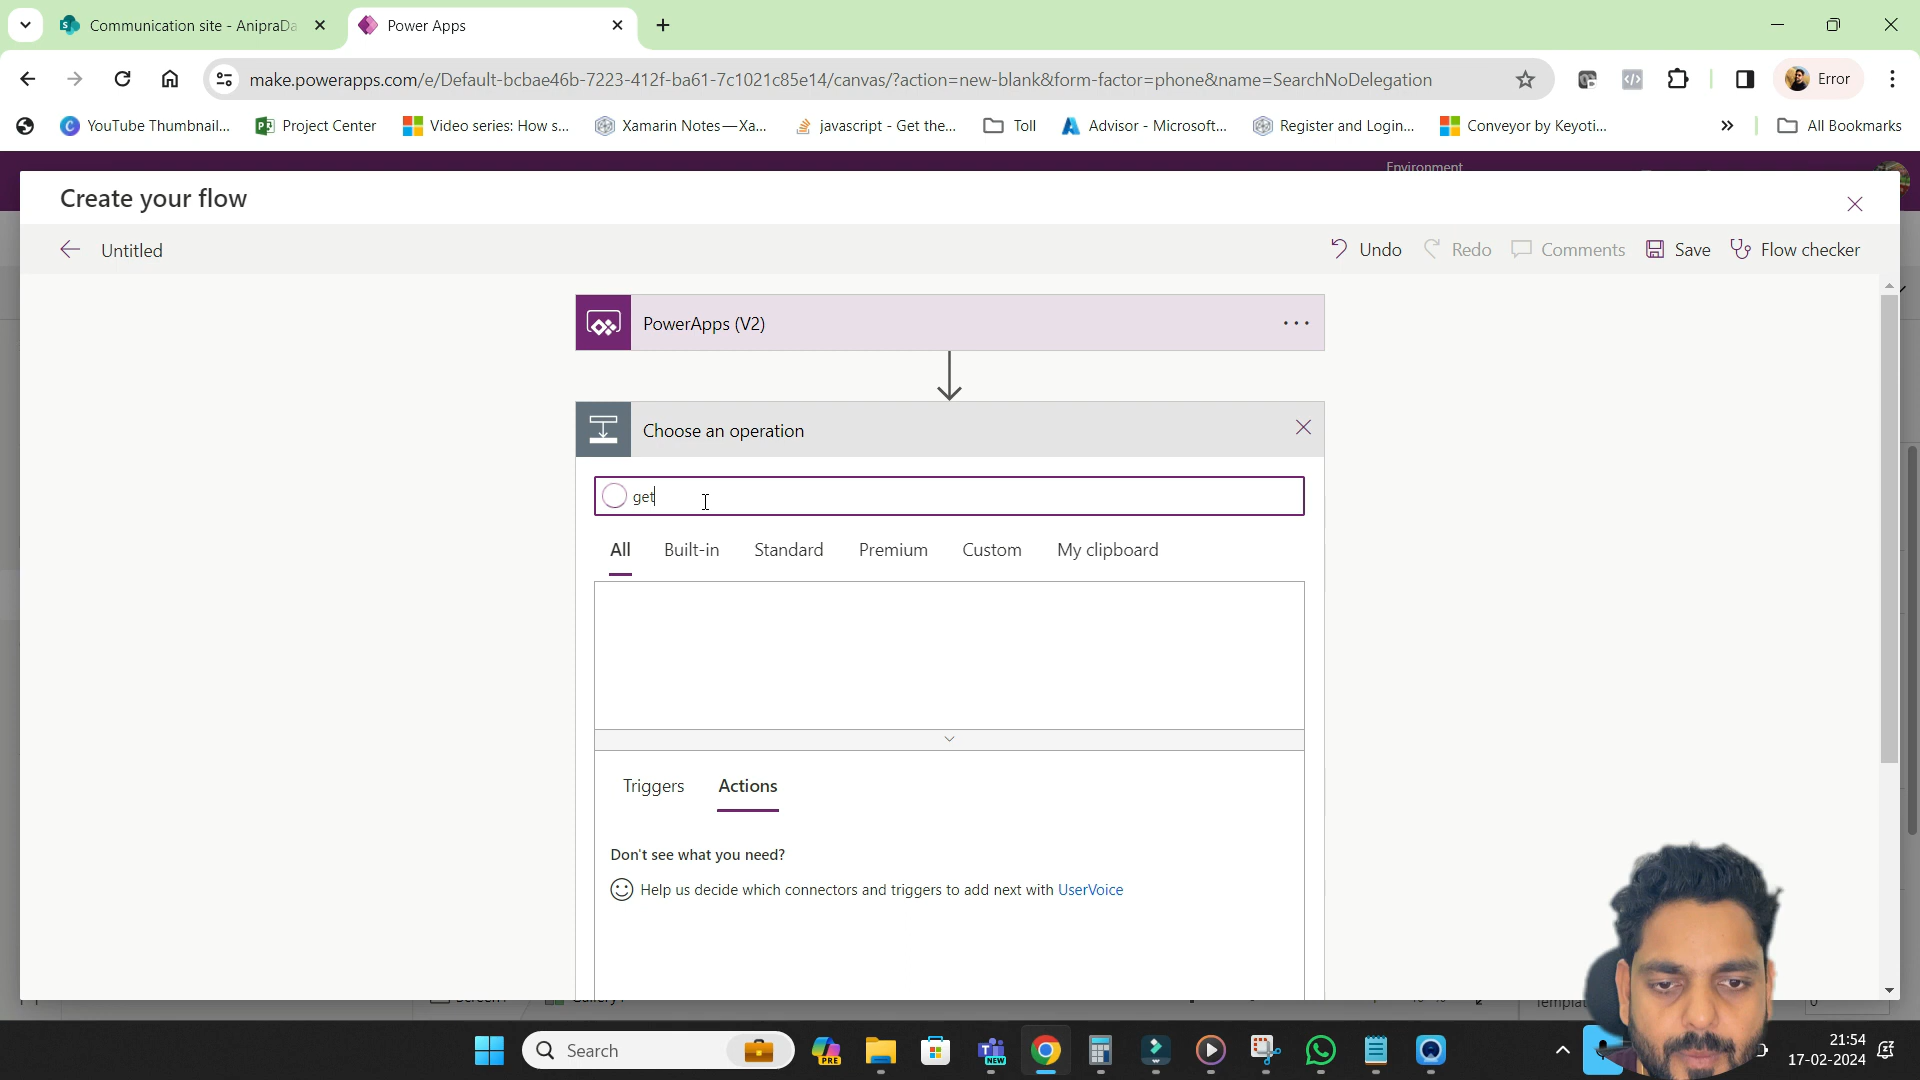 Communication site - AnipraDa
Power Apps
make.powerapps.com/e/Default-bcbae46b-7223-412f-ba61-7c1021c85e14/canvas/?action=new-blank&form-factor=phone&name=SearchNoDelegation
Error
YouTube Thumbnail...
Project Center
Video series: How s...
Xamarin Notes—Xa...
javascript - Get the...
Toll
Advisor - Microsoft...
Register and Login...
Conveyor by Keyoti...
All Bookmarks
Environment
Create your flow
Untitled
Undo
Redo
Comments
Save
Flow checker
PowerApps (V2)
Choose an operation
get
All
Built-in
Standard
Premium
Custom
My clipboard
Triggers
Actions
Don't see what you need?
Help us decide which connectors and triggers to add next with UserVoice
Search
PRE
NEW
21:54
17-02-2024